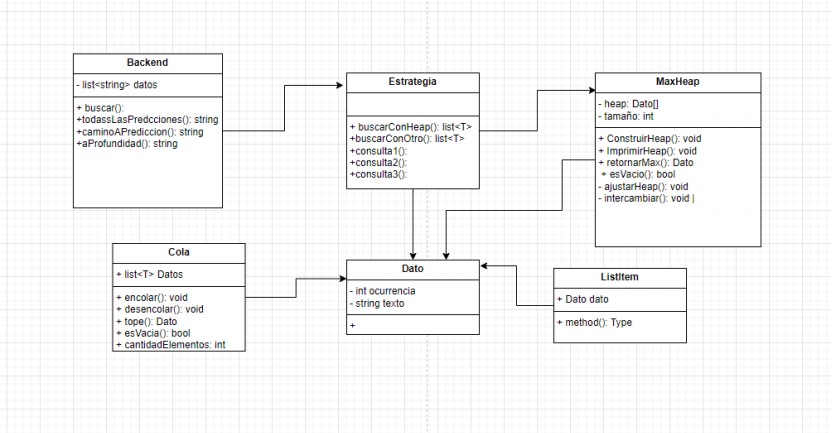 Backend
- list<string> datos
+ buscar():
+todassLasPredcciones(): string
+caminoAPrediccion(): string
+aProfundidad(): string
Estrategia
+ buscarConHeap(): list<T>
+buscarConOtro(): list<T>
+consulta1():
+consulta2():
+consulta3():
MaxHeap
- heap: Dato[]
- tamaño: int
+ ConstruirHeap(): void
+ ImprimirHeap(): void
+ retornarMax(): Dato
+ esVacio(): bool
- ajustarHeap(): void
- intercambiar(): void |
Cola
+ list<T> Datos
+ encolar(): void
+ desencolar(): void
+ tope(): Dato
+ esVacia(): bool
+ cantidadElementos: int
Dato
- int ocurrencia
- string texto
+
ListItem
+ Dato dato
+ method(): Type